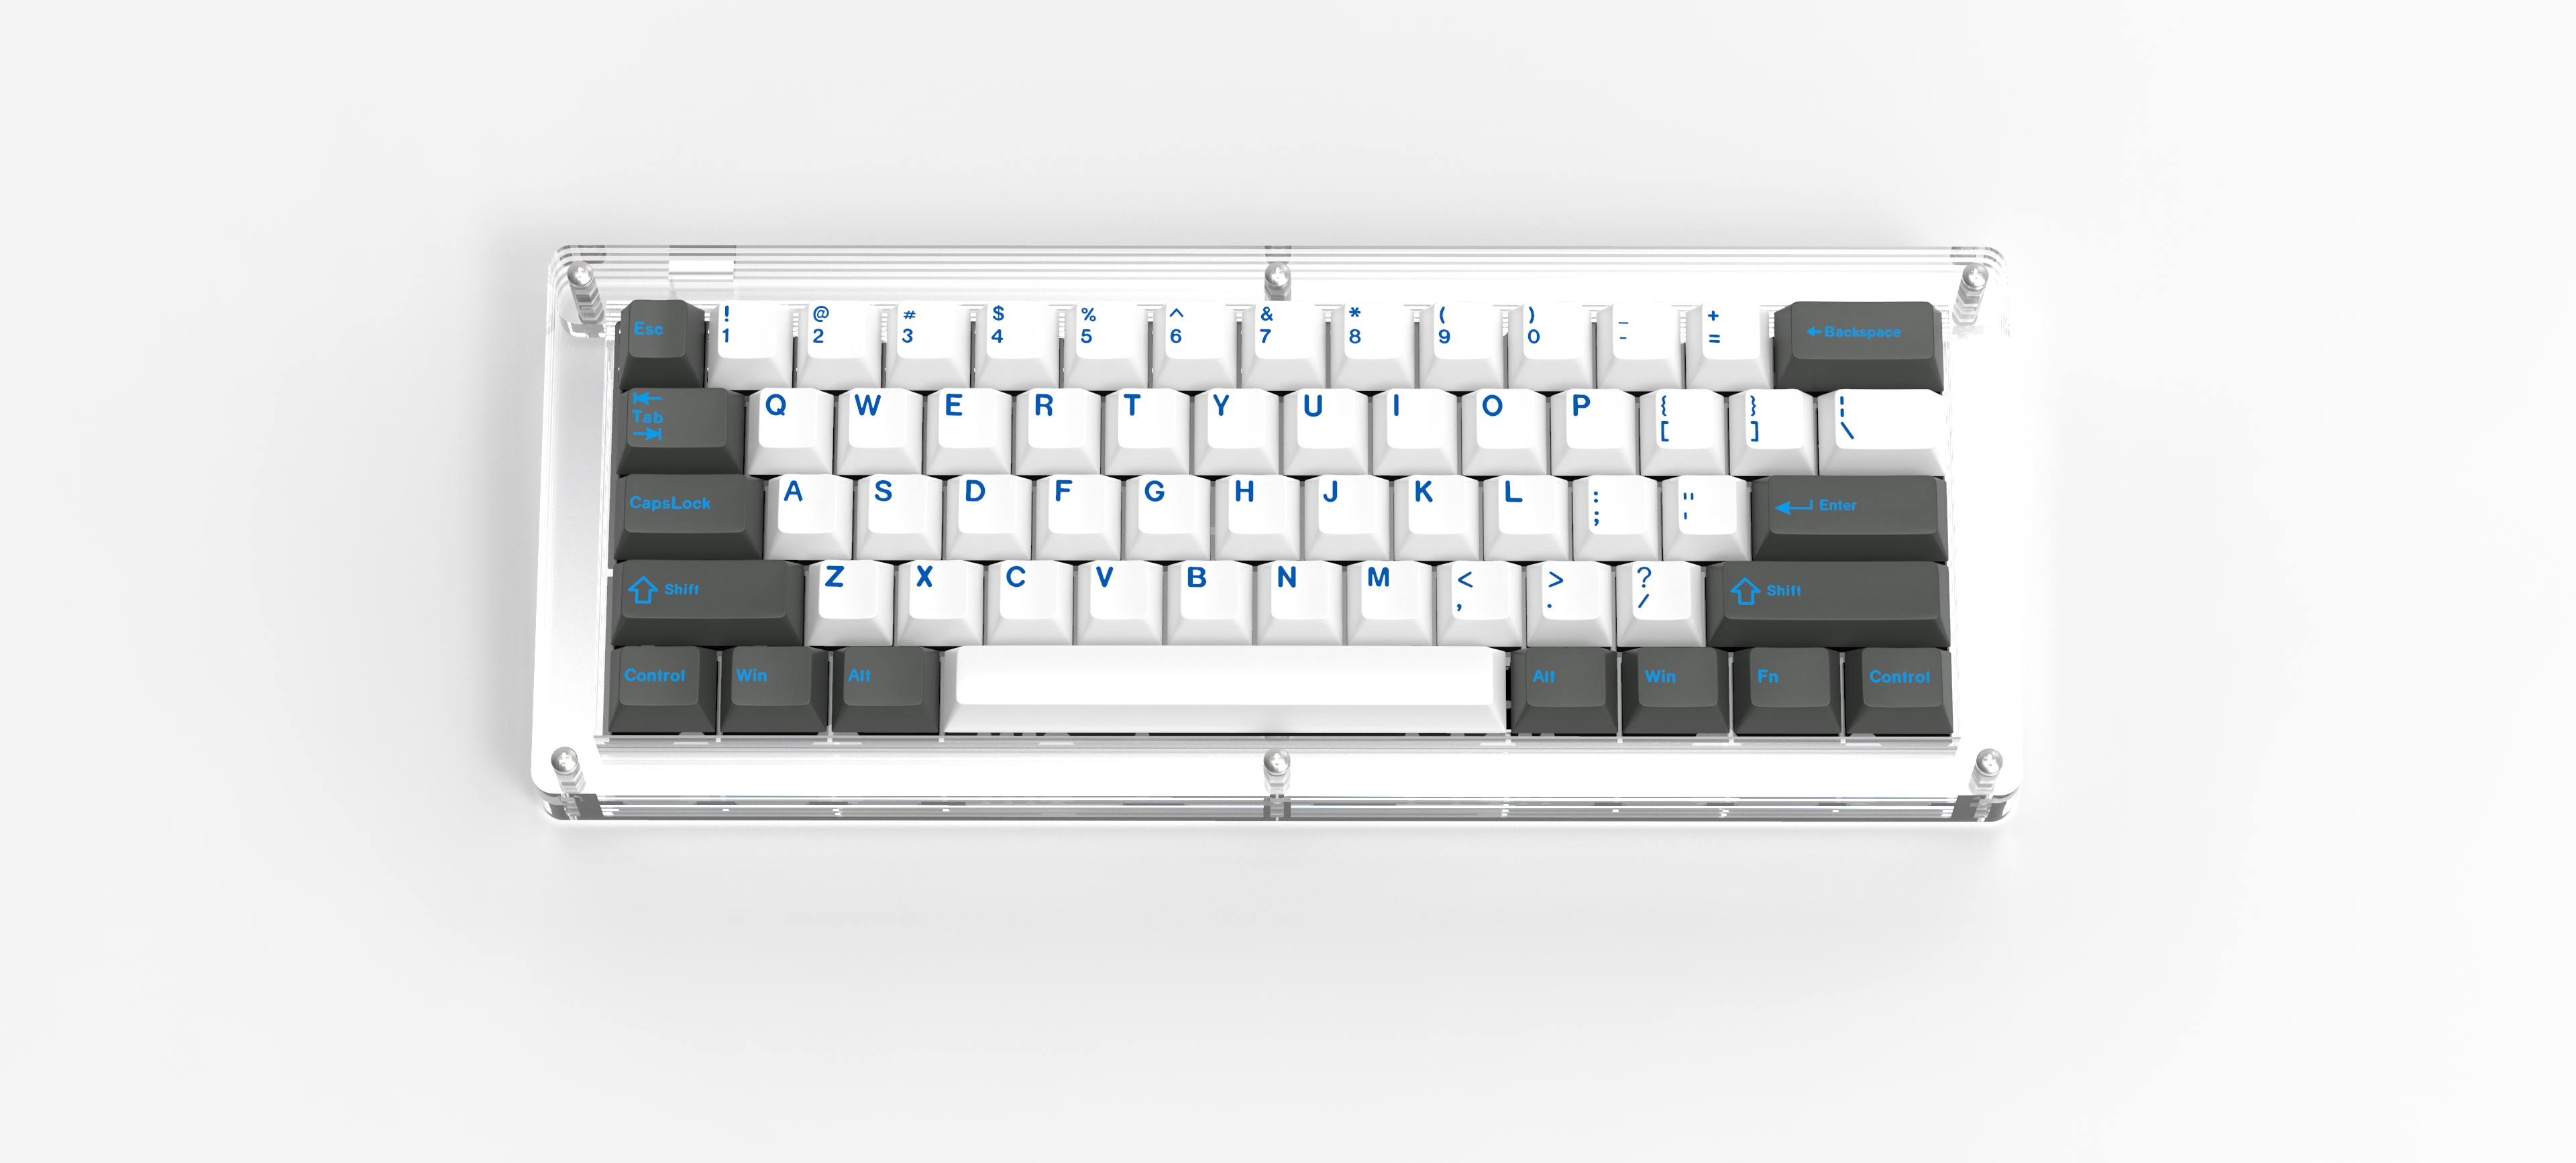 Esc ! @ # $ % ^ & * ( ) _ +
1 2 3 4 5 6 7 8 9 0 - = ←Backspace
Tab Q W E R T Y U I O P { } ¦
[ ] \
CapsLock A S D F G H J K L : " Enter
; '
Shift Z X C V B N M < > ? Shift
, . /
Control Win Alt Alt Win Fn Control